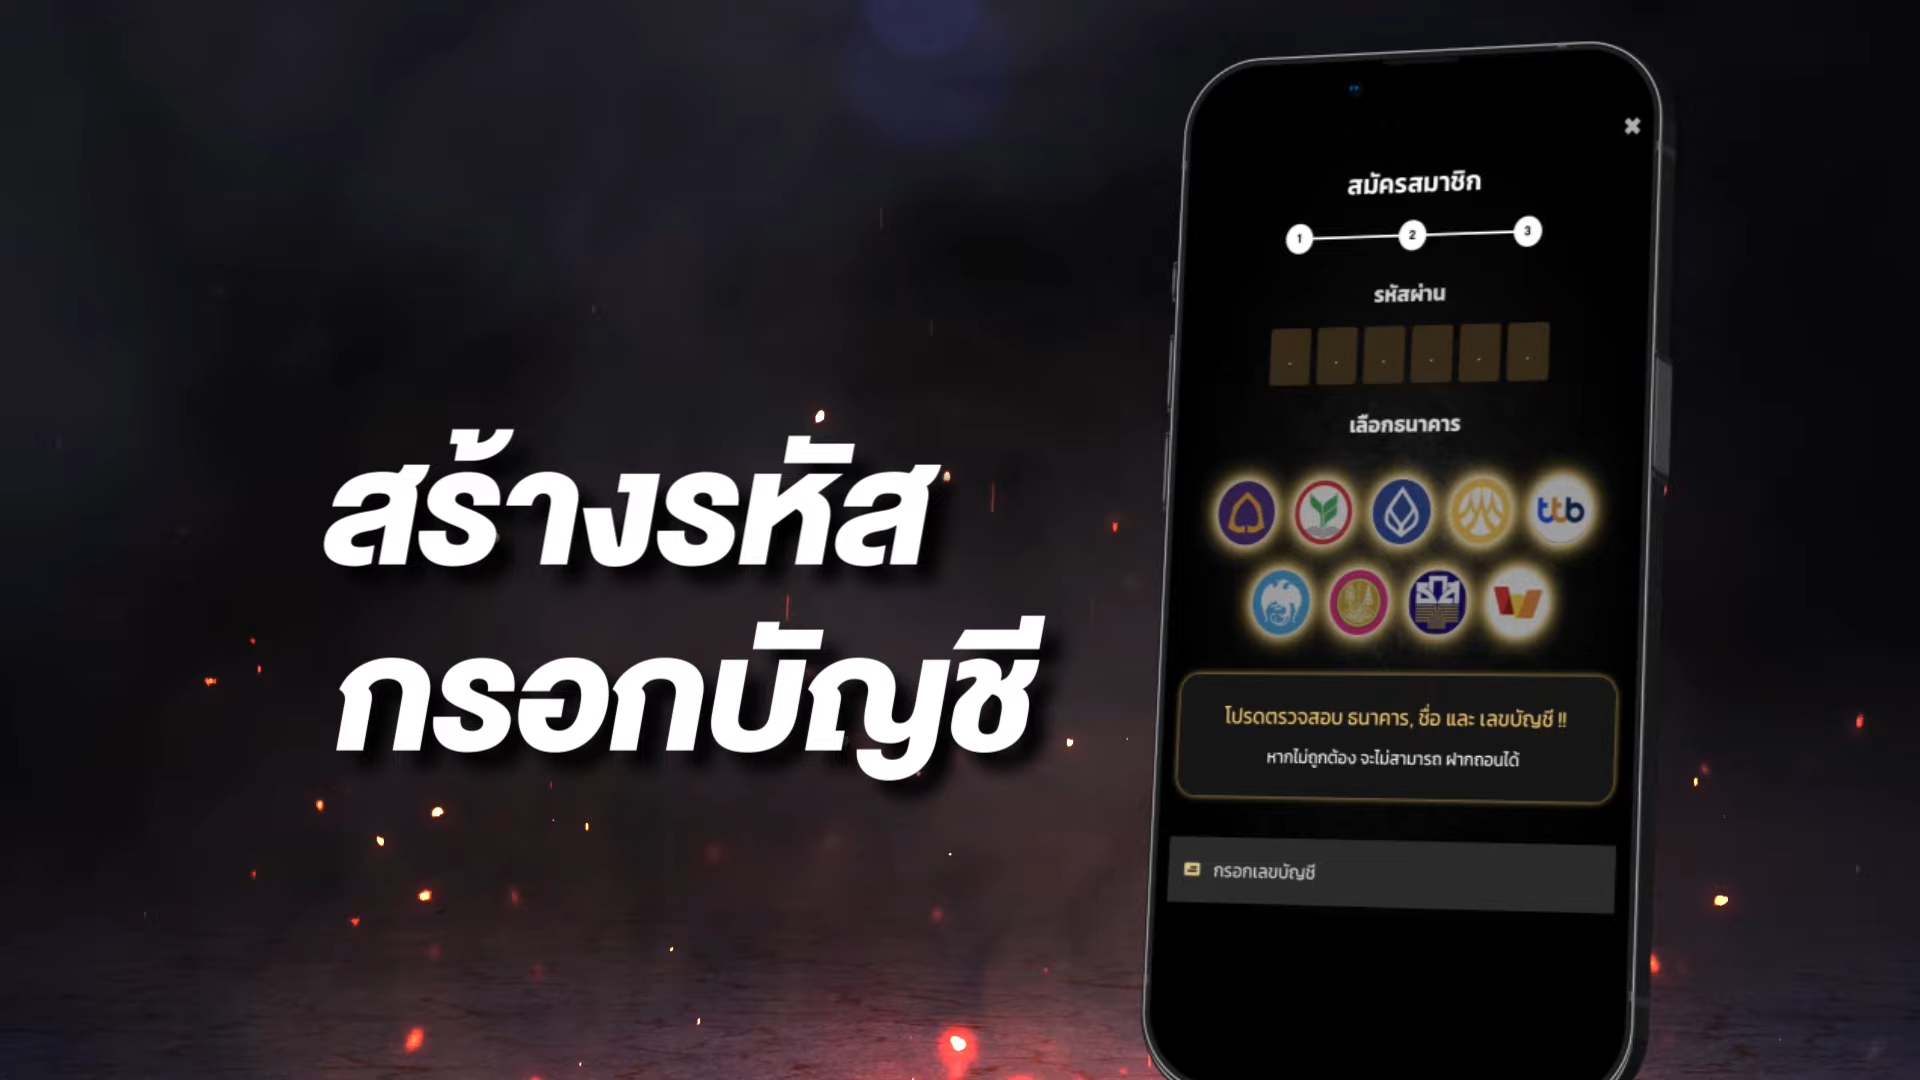 สร้างรหัส
กรอกบัญชี
สมัครสมาชิก
1 2 3
รหัสผ่าน
เลือกธนาคาร
ttb
โปรดตรวจสอบ ธนาคาร, ชื่อ และ เลขบัญชี !!
หากไม่ถูกต้อง จะไม่สามารถ ฝากถอนได้
กรอกเลขบัญชี